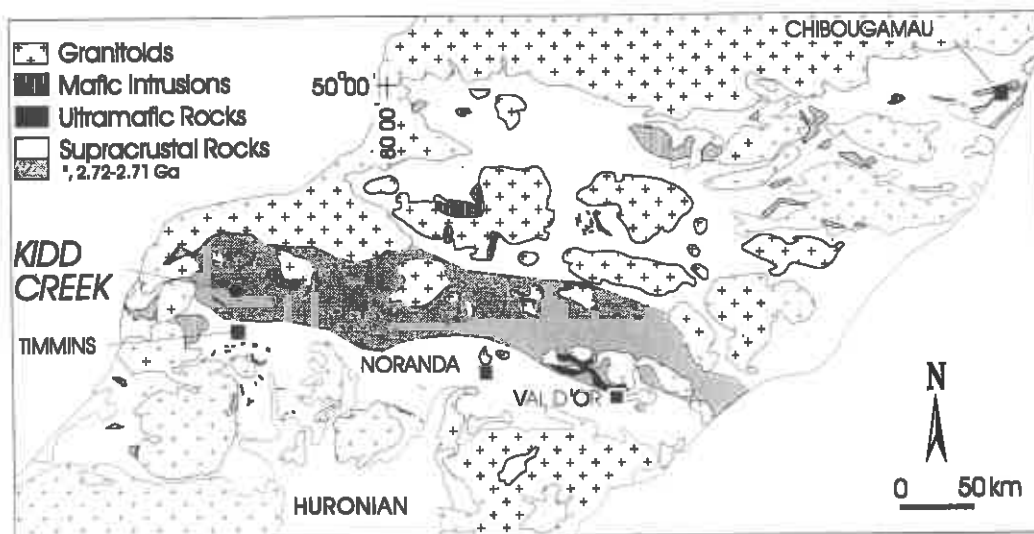 Granitoids
Mafic Intrusions
Ultramafic Rocks
Supracrustal Rocks
", 2.72-2.71 Ga
CHIBOUGAMAU
50°00'
80°00'
KIDD
CREEK
TIMMINS
NORANDA
VAL D'OR
HURONIAN
N
0 50 km